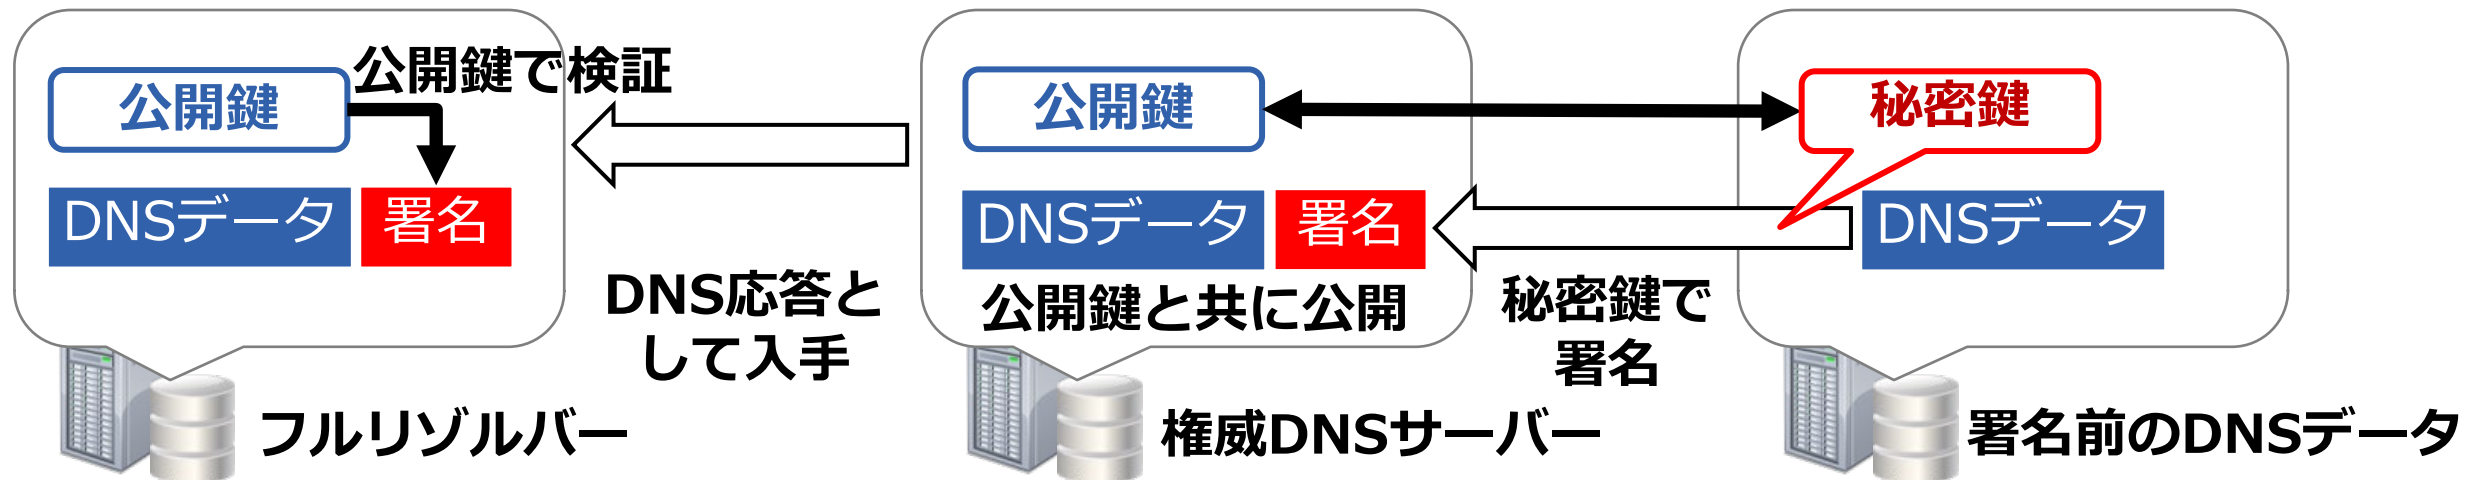 公開鍵で検証
公開鍵
DNSデータ
署名
フルリゾルバー
DNS応答と
して入手
公開鍵
DNSデータ
署名
公開鍵と共に公開
権威DNSサーバー
秘密鍵で
署名
秘密鍵
DNSデータ
署名前のDNSデータ